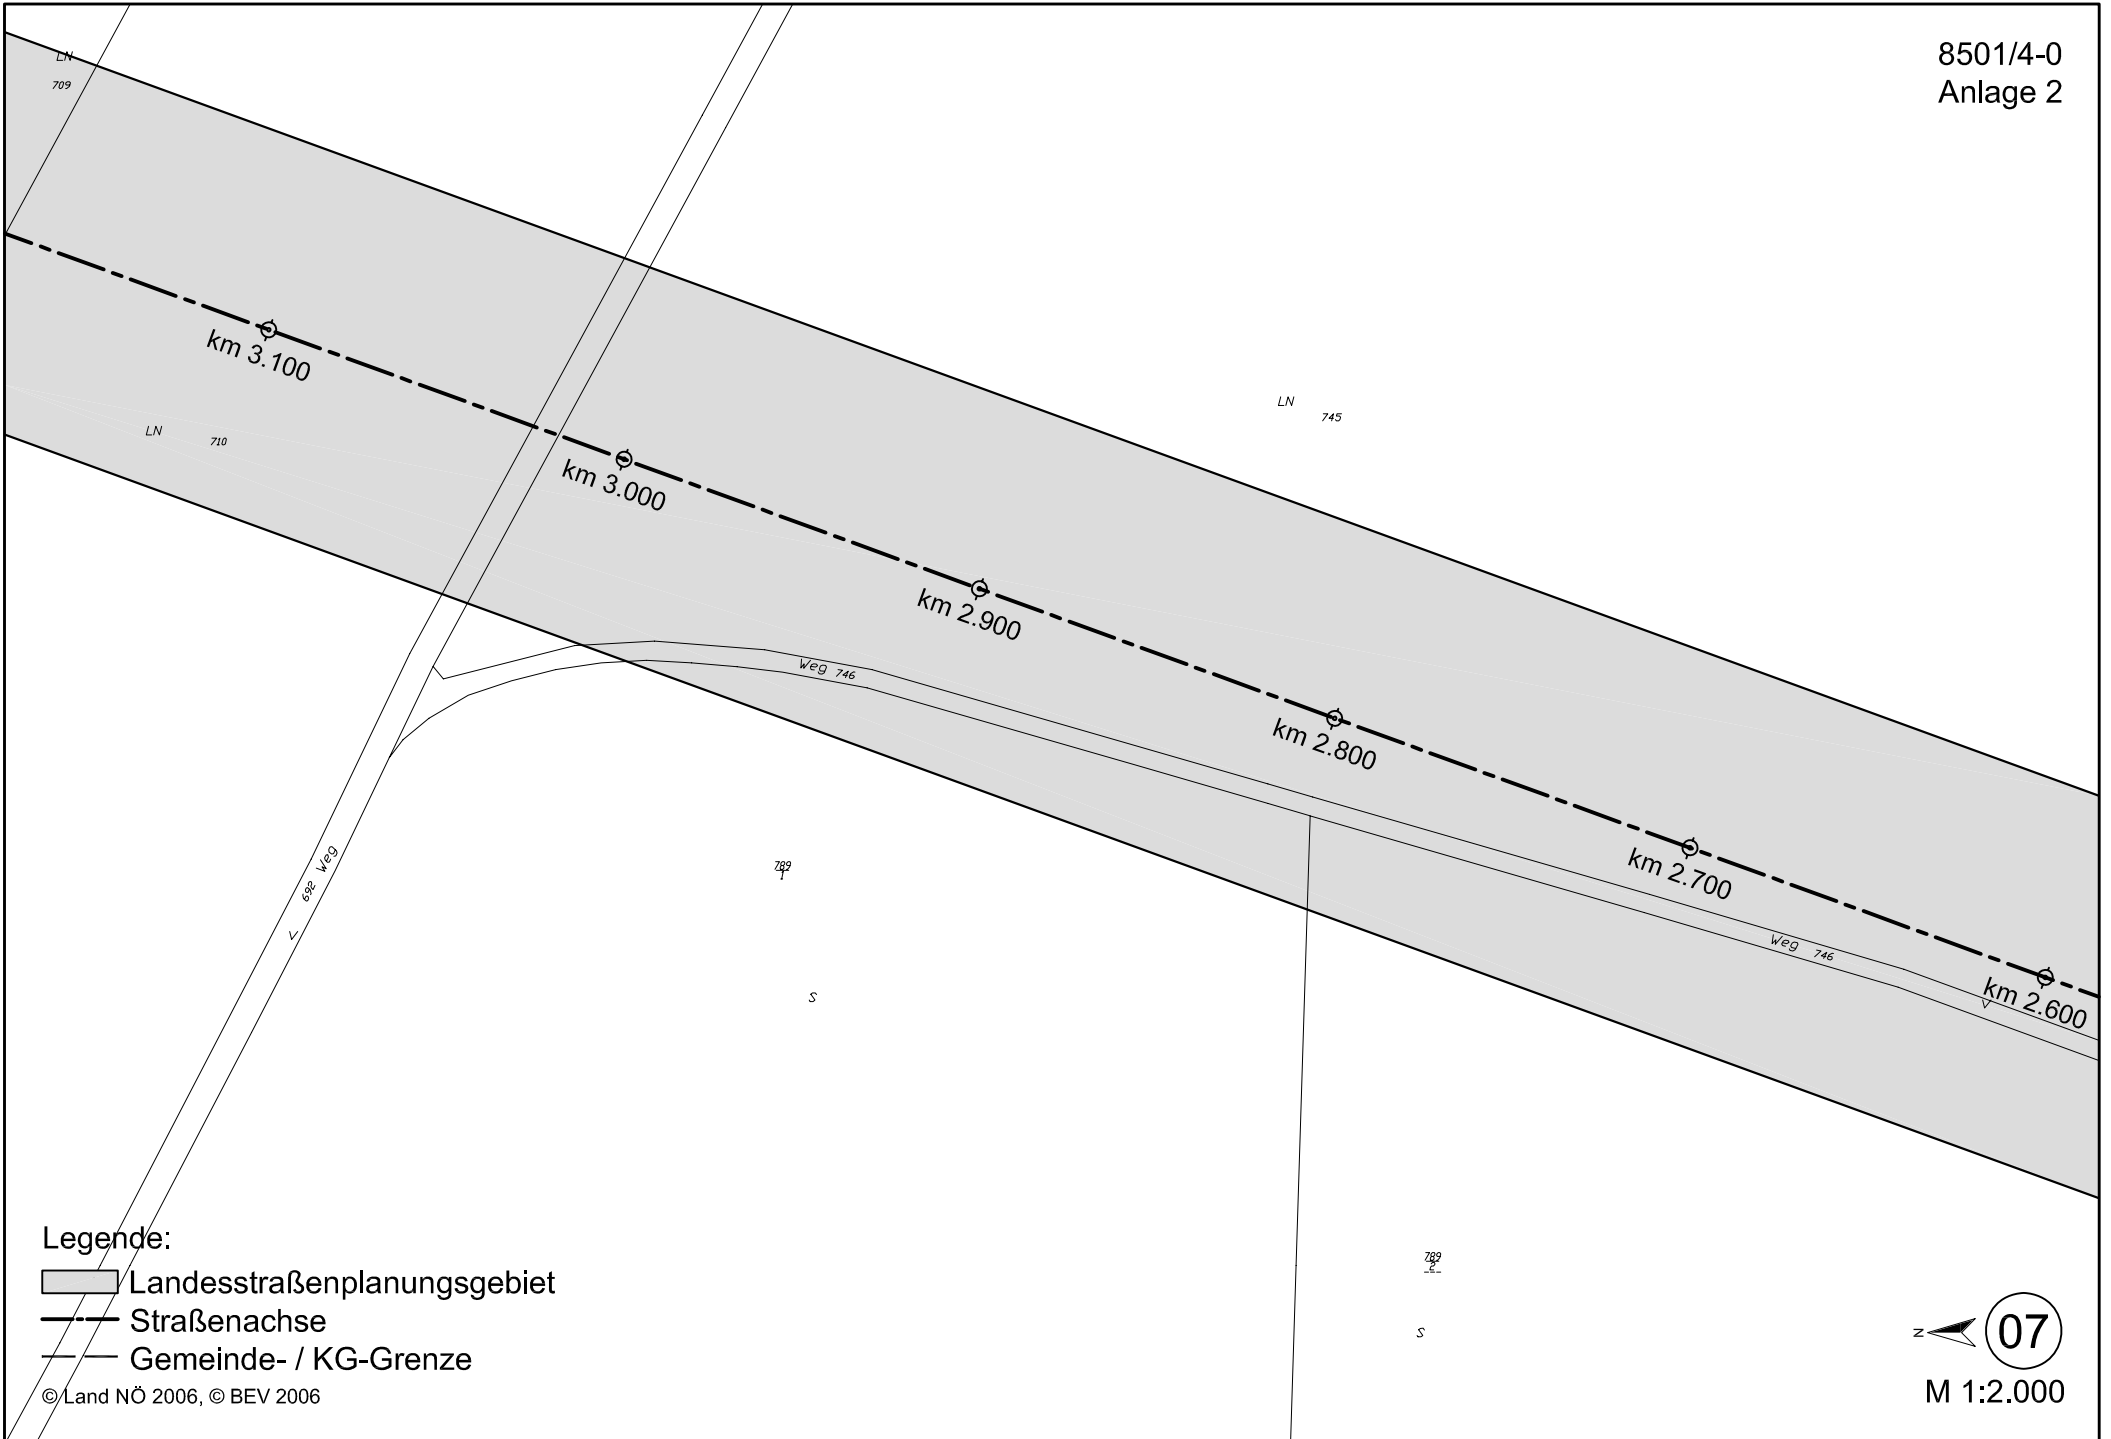 8501/4-0
Anlage 2
LN
709
km 3.100
LN 710
km 3.000
LN 745
km 2.900
Weg 746
km 2.800
km 2.700
Weg 746
km 2.600
692 Weg
789
1
S
789
2
S
Legende:
Landesstraßenplanungsgebiet
Straßenachse
Gemeinde- / KG-Grenze
© Land NÖ 2006, © BEV 2006
N
07
M 1:2.000